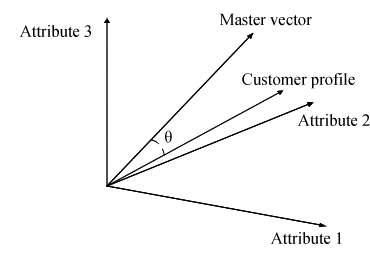 Master vector
Attribute 3
Customer profile
Attribute 2
θ
Attribute 1